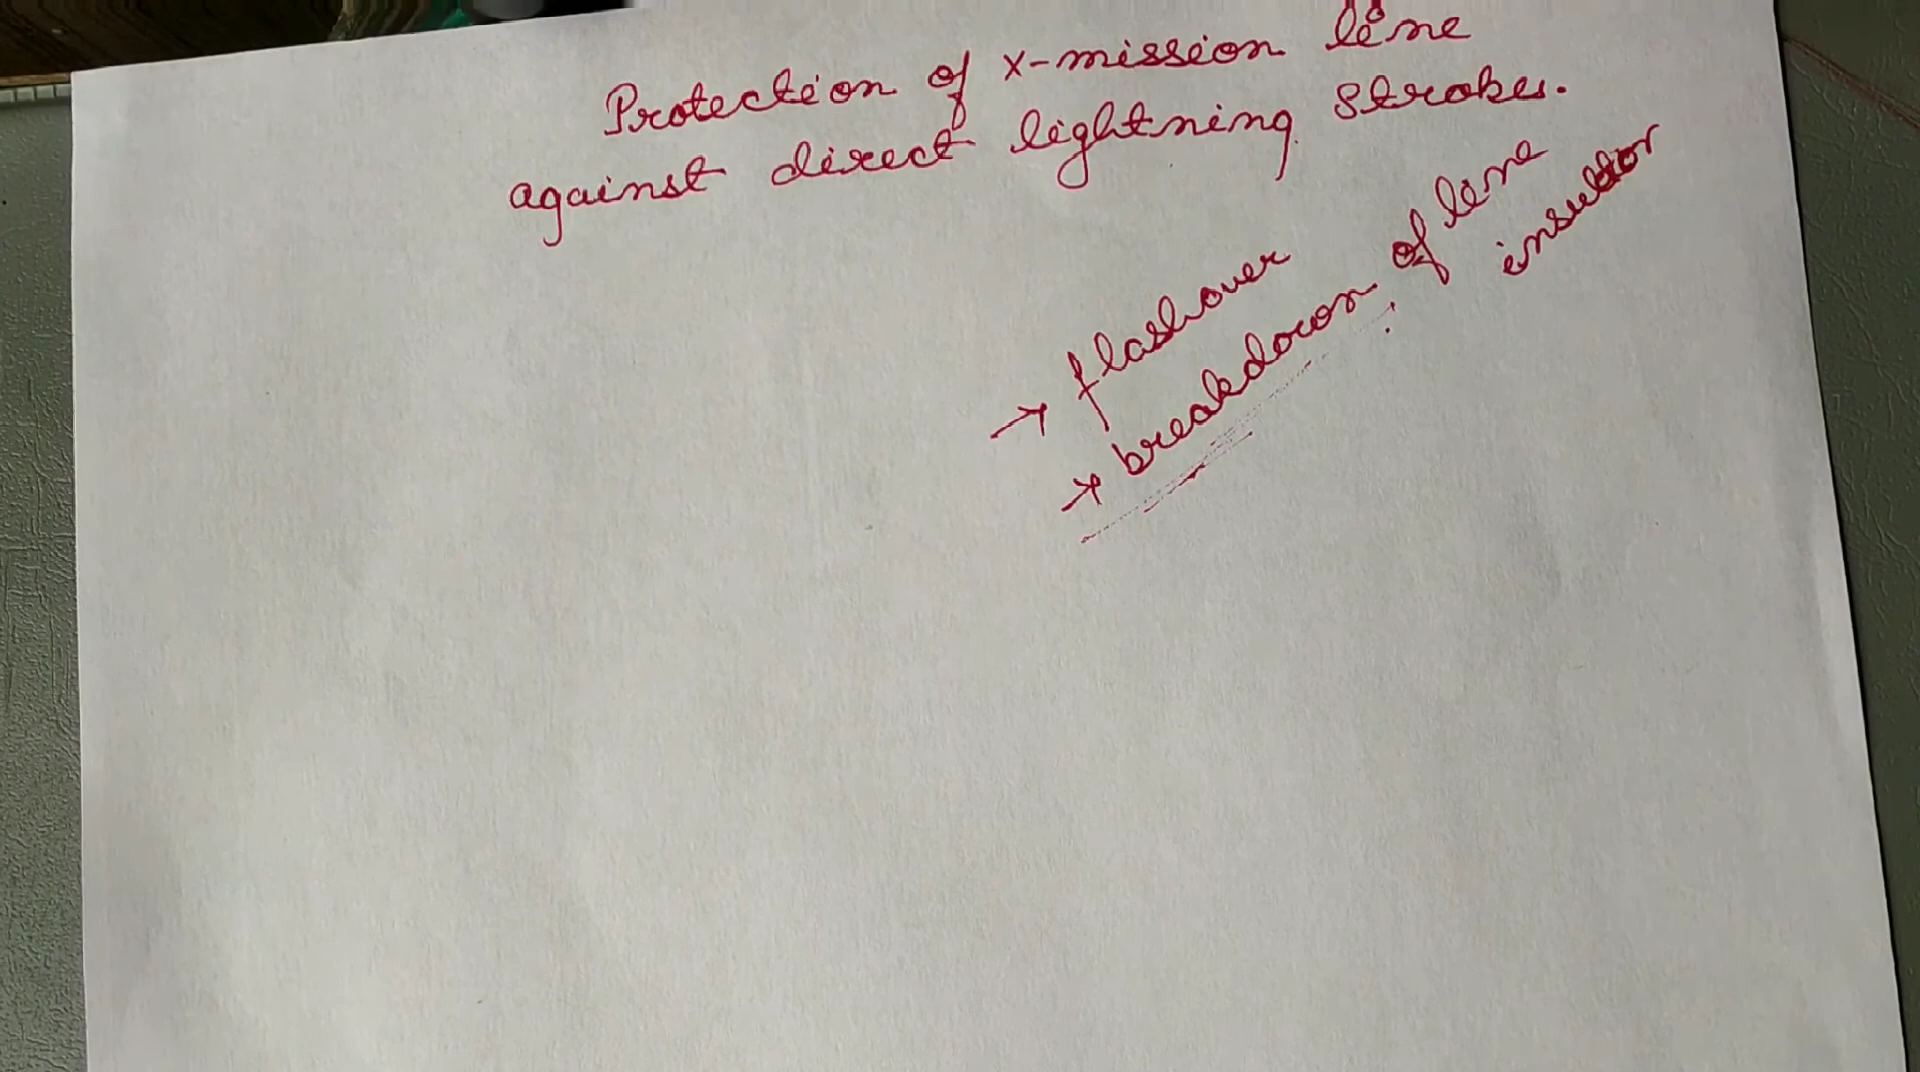 Protection of x-mission line
against direct lightning strokes.
→ flashover
→ breakdown of line
insulator